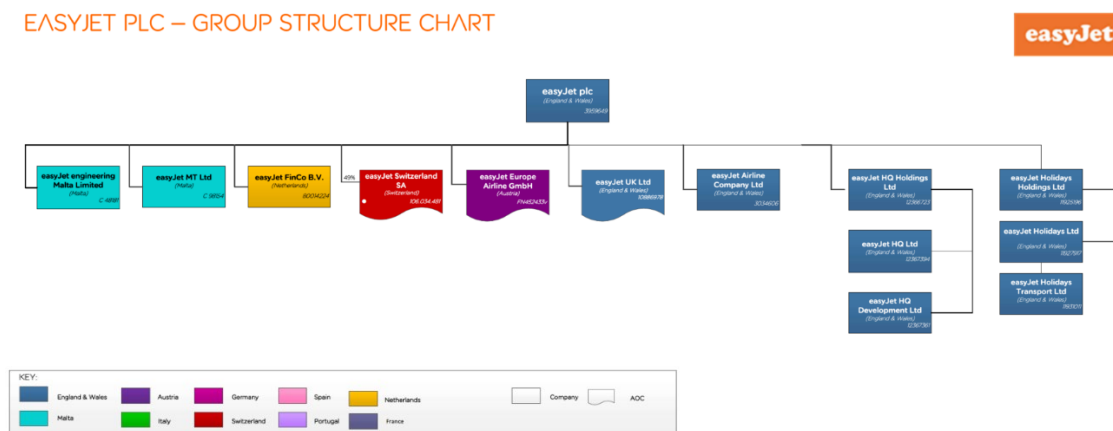 EASYJET PLC – GROUP STRUCTURE CHART
easyJet
easyJet plc
(England & Wales)
3959649
easyJet engineering
Malta Limited
(Malta)
C 48191
easyJet MT Ltd
(Malta)
easyJet FinCo B.V.
(Netherlands)
80014224
49%
easyJet Switzerland
SA
(Switzerland)
106.034.491
easyJet Europe
Airline GmbH
(Austria)
FN452433v
easyJet UK Ltd
(England & Wales)
easyJet Airline
Company Ltd
(England & Wales)
3034606
easyJet HQ Holdings
Ltd
(England & Wales)
easyJet HQ Ltd
(England & Wales)
easyJet HQ
Development Ltd
(England & Wales)
easyJet Holidays
Holdings Ltd
(England & Wales)
easyJet Holidays Ltd
(England & Wales)
easyJet Holidays
Transport Ltd
(England & Wales)
KEY:
England & Wales
Austria
Germany
Spain
Netherlands
Company
AOC
Malta
Italy
Switzerland
Portugal
France